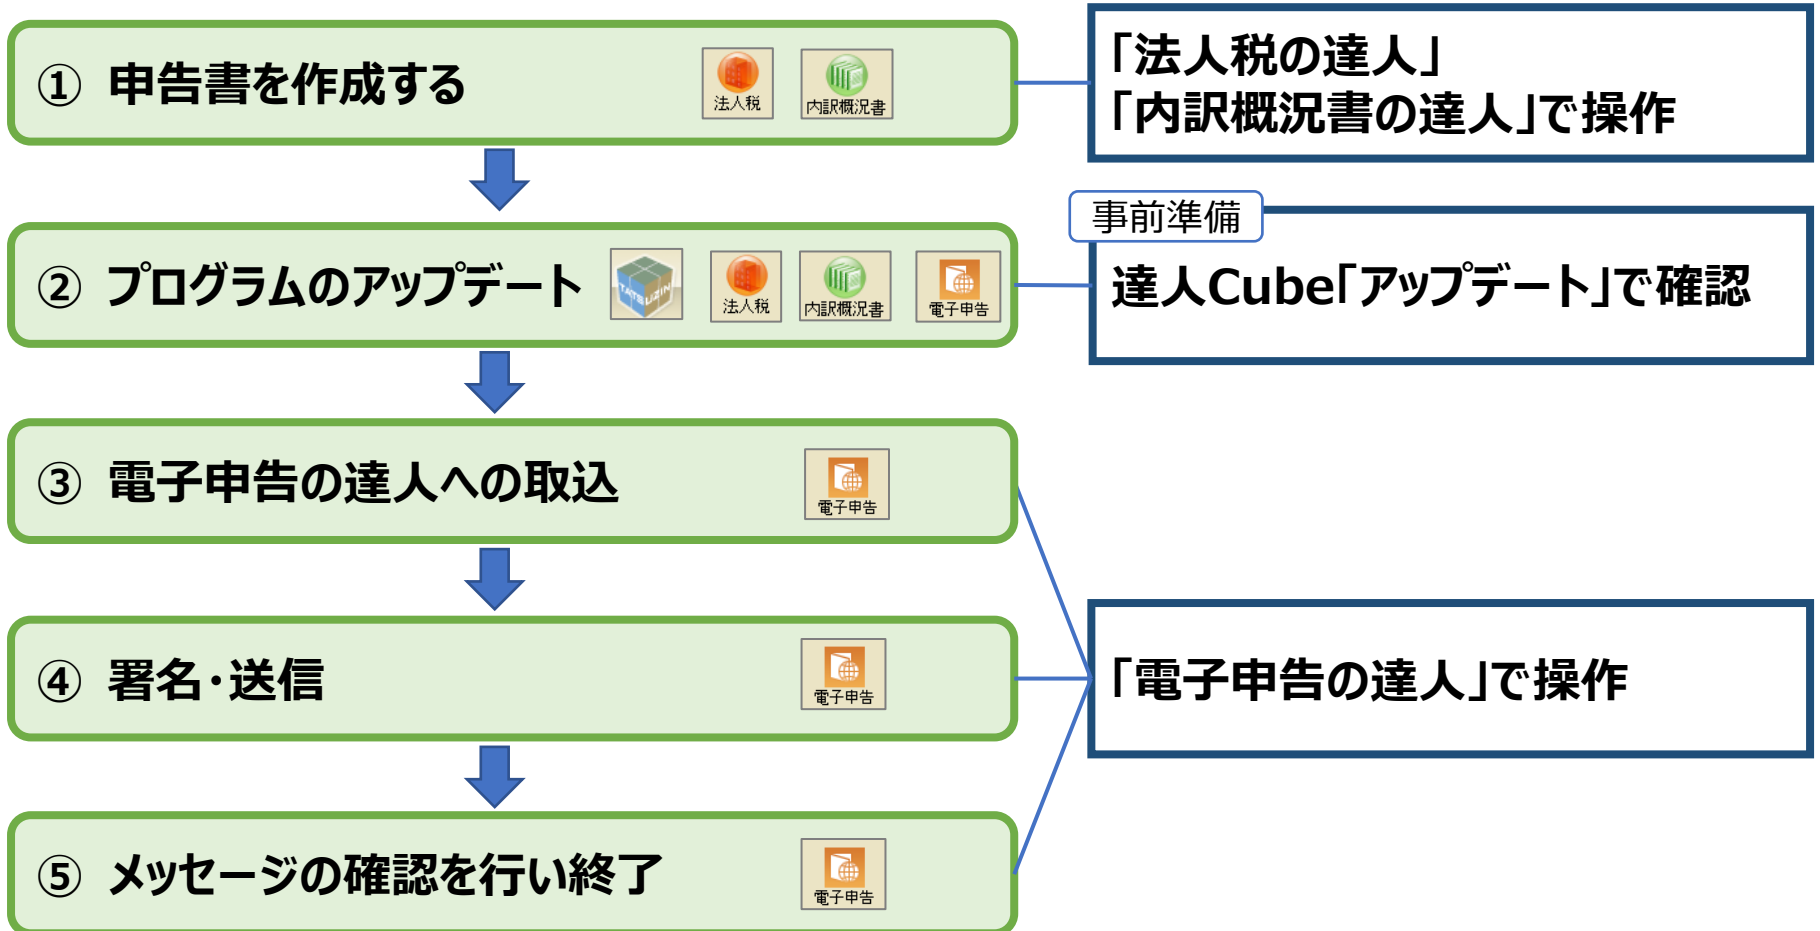 ① 申告書を作成する
法人税
内訳概況書
「法人税の達人」
「内訳概況書の達人」で操作
② プログラムのアップデート
TATSUZIN
法人税
内訳概況書
電子申告
事前準備
達人Cube「アップデート」で確認
③ 電子申告の達人への取込
電子申告
④ 署名・送信
電子申告
「電子申告の達人」で操作
⑤ メッセージの確認を行い終了
電子申告